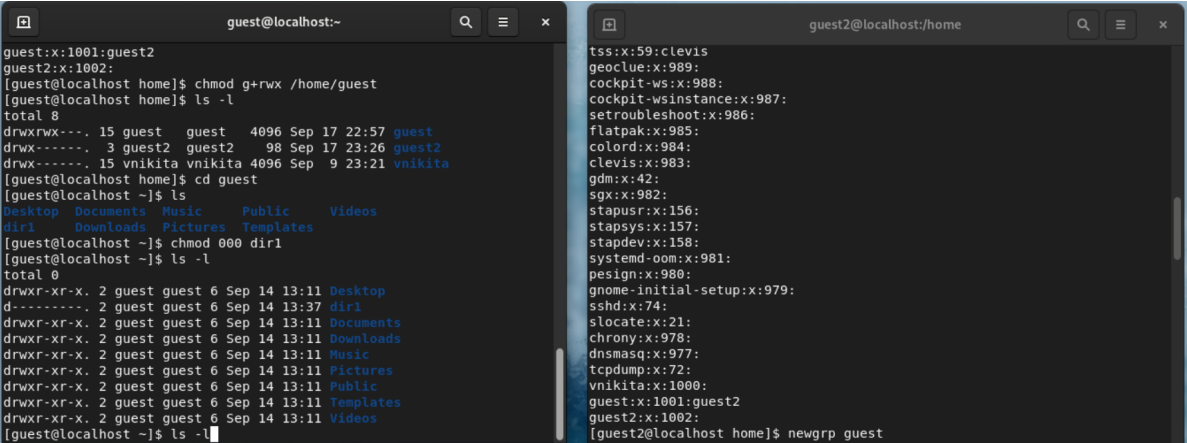 guest@localhost:~
guest:x:1001:guest2
guest2:x:1002:
[guest@localhost home]$ chmod g+rwx /home/guest
[guest@localhost home]$ ls -l
total 8
drwxrwx---. 15 guest   guest   4096 Sep 17 22:57 guest
drwx------.  3 guest2  guest2    98 Sep 17 23:26 guest2
drwx------. 15 vnikita vnikita 4096 Sep  9 23:21 vnikita
[guest@localhost home]$ cd guest
[guest@localhost ~]$ ls
Desktop  Documents  Music     Public     Videos
dir1     Downloads  Pictures  Templates
[guest@localhost ~]$ chmod 000 dir1
[guest@localhost ~]$ ls -l
total 0
drwxr-xr-x. 2 guest guest 6 Sep 14 13:11 Desktop
d---------. 2 guest guest 6 Sep 14 13:37 dir1
drwxr-xr-x. 2 guest guest 6 Sep 14 13:11 Documents
drwxr-xr-x. 2 guest guest 6 Sep 14 13:11 Downloads
drwxr-xr-x. 2 guest guest 6 Sep 14 13:11 Music
drwxr-xr-x. 2 guest guest 6 Sep 14 13:11 Pictures
drwxr-xr-x. 2 guest guest 6 Sep 14 13:11 Public
drwxr-xr-x. 2 guest guest 6 Sep 14 13:11 Templates
drwxr-xr-x. 2 guest guest 6 Sep 14 13:11 Videos
[guest@localhost ~]$ ls -l
guest2@localhost:/home
tss:x:59:clevis
geoclue:x:989:
cockpit-ws:x:988:
cockpit-wsinstance:x:987:
setroubleshoot:x:986:
flatpak:x:985:
colord:x:984:
clevis:x:983:
gdm:x:42:
sgx:x:982:
stapusr:x:156:
stapsys:x:157:
stapdev:x:158:
systemd-oom:x:981:
pesign:x:980:
gnome-initial-setup:x:979:
sshd:x:74:
slocate:x:21:
chrony:x:978:
dnsmasq:x:977:
tcpdump:x:72:
vnikita:x:1000:
guest:x:1001:guest2
guest2:x:1002:
[guest2@localhost home]$ newgrp guest